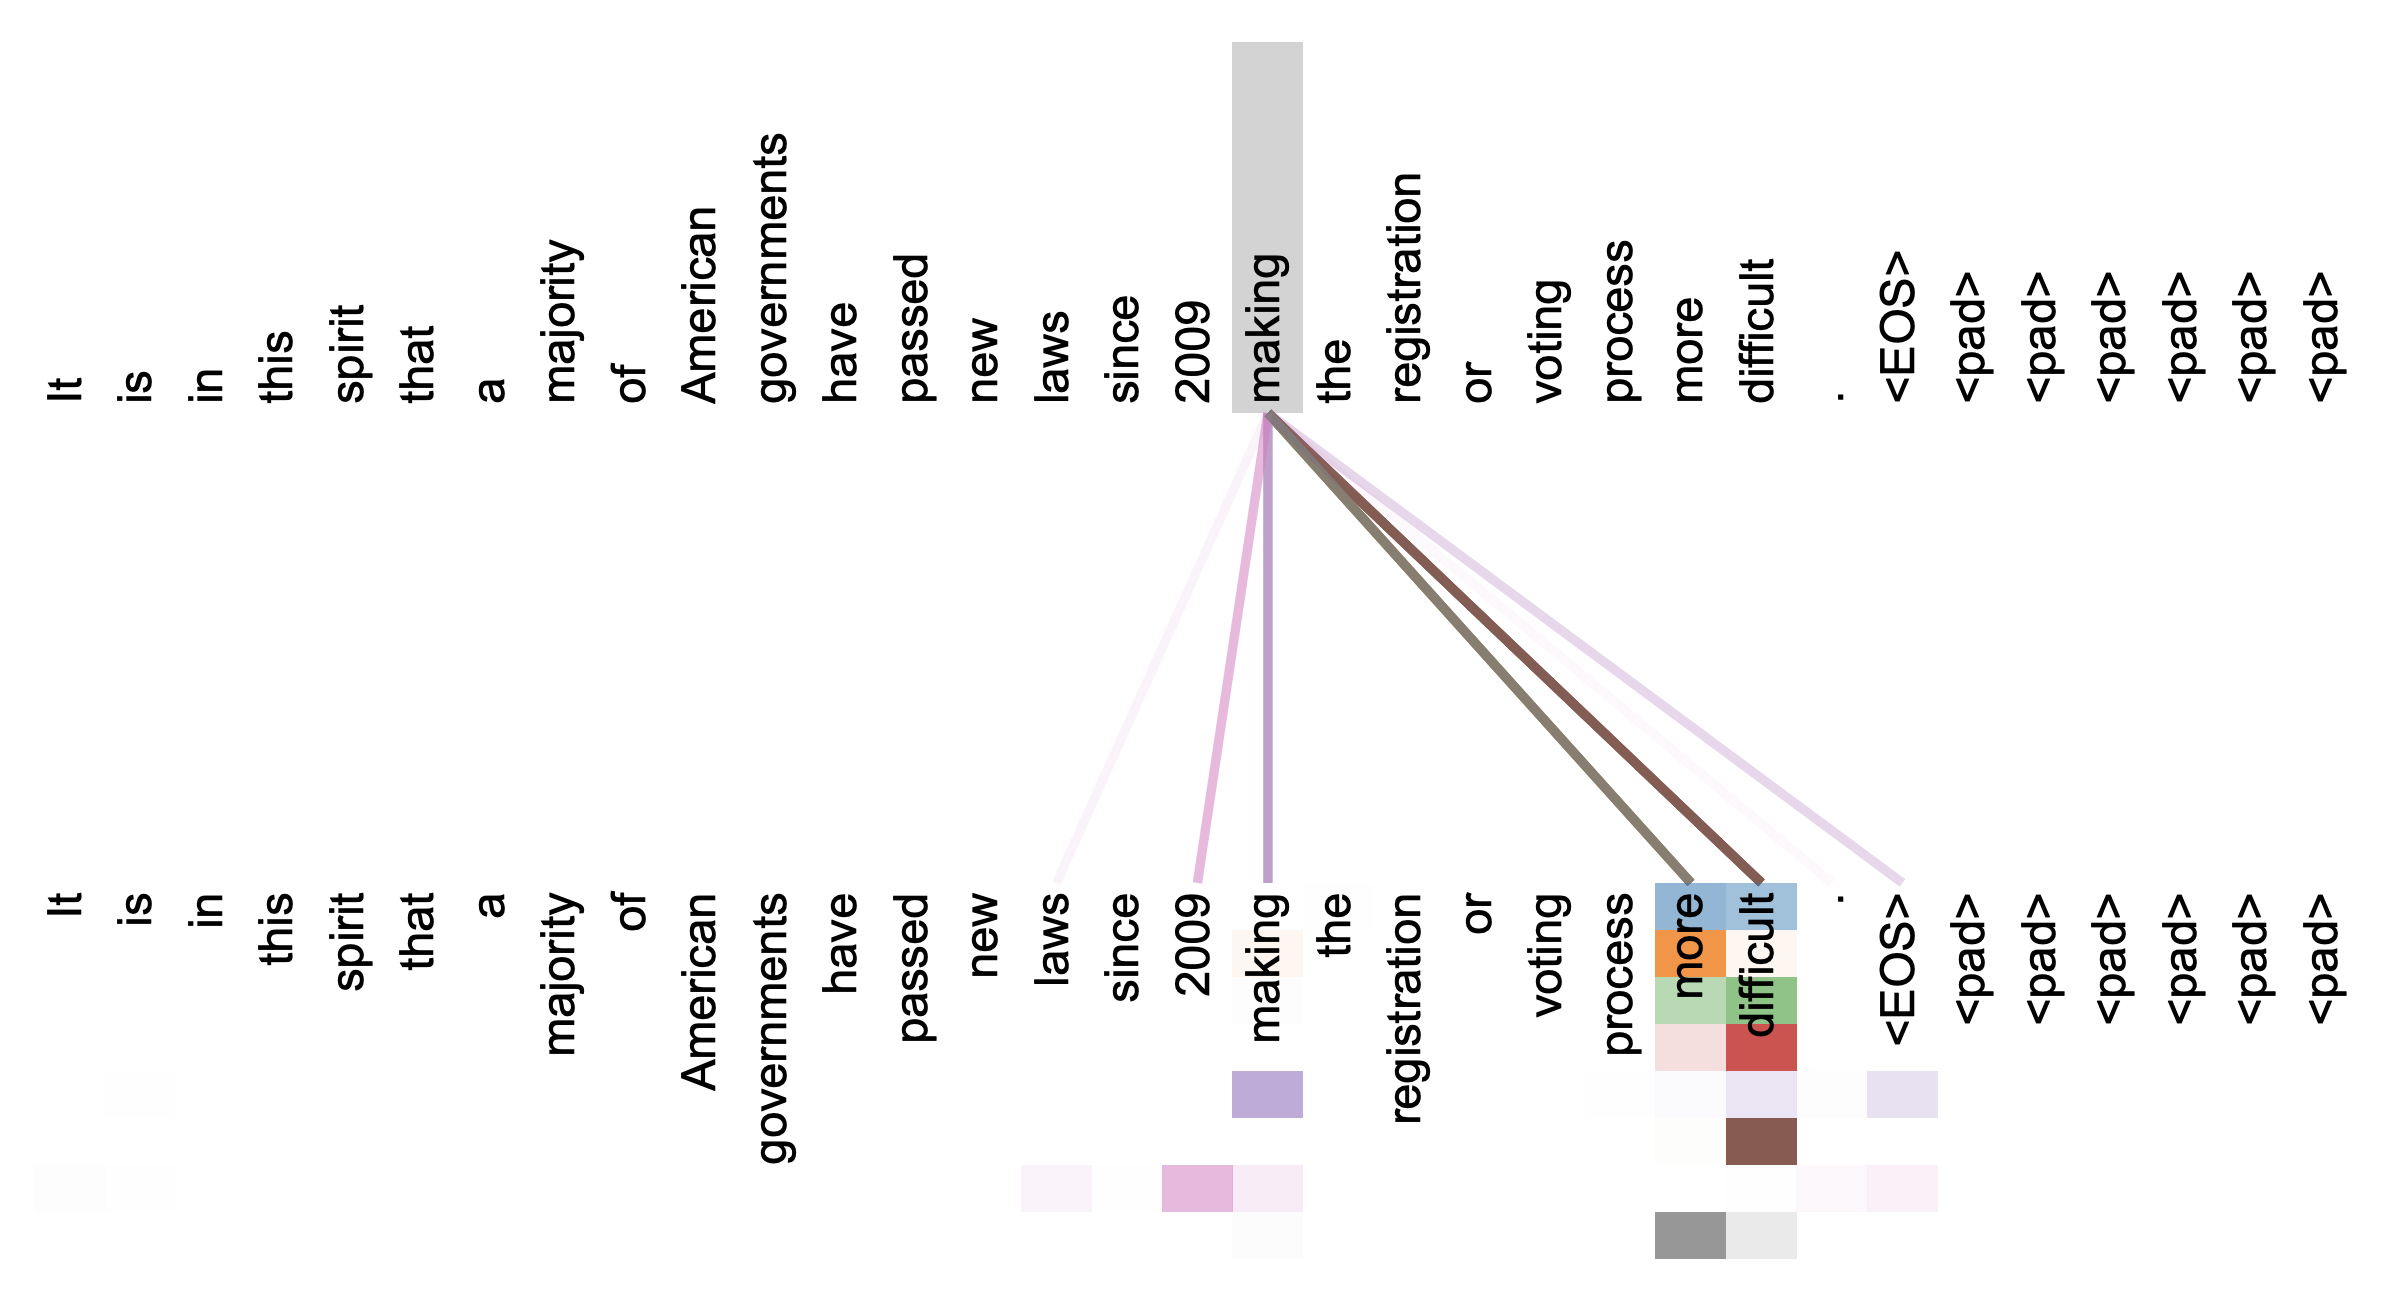 It is in this spirit that a majority of American governments have passed new laws since 2009 making the registration or voting process more difficult . <EOS> <pad> <pad> <pad> <pad> <pad> <pad>
It is in this spirit that a majority of American governments have passed new laws since 2009 making the registration or voting process more difficult . <EOS> <pad> <pad> <pad> <pad> <pad> <pad>